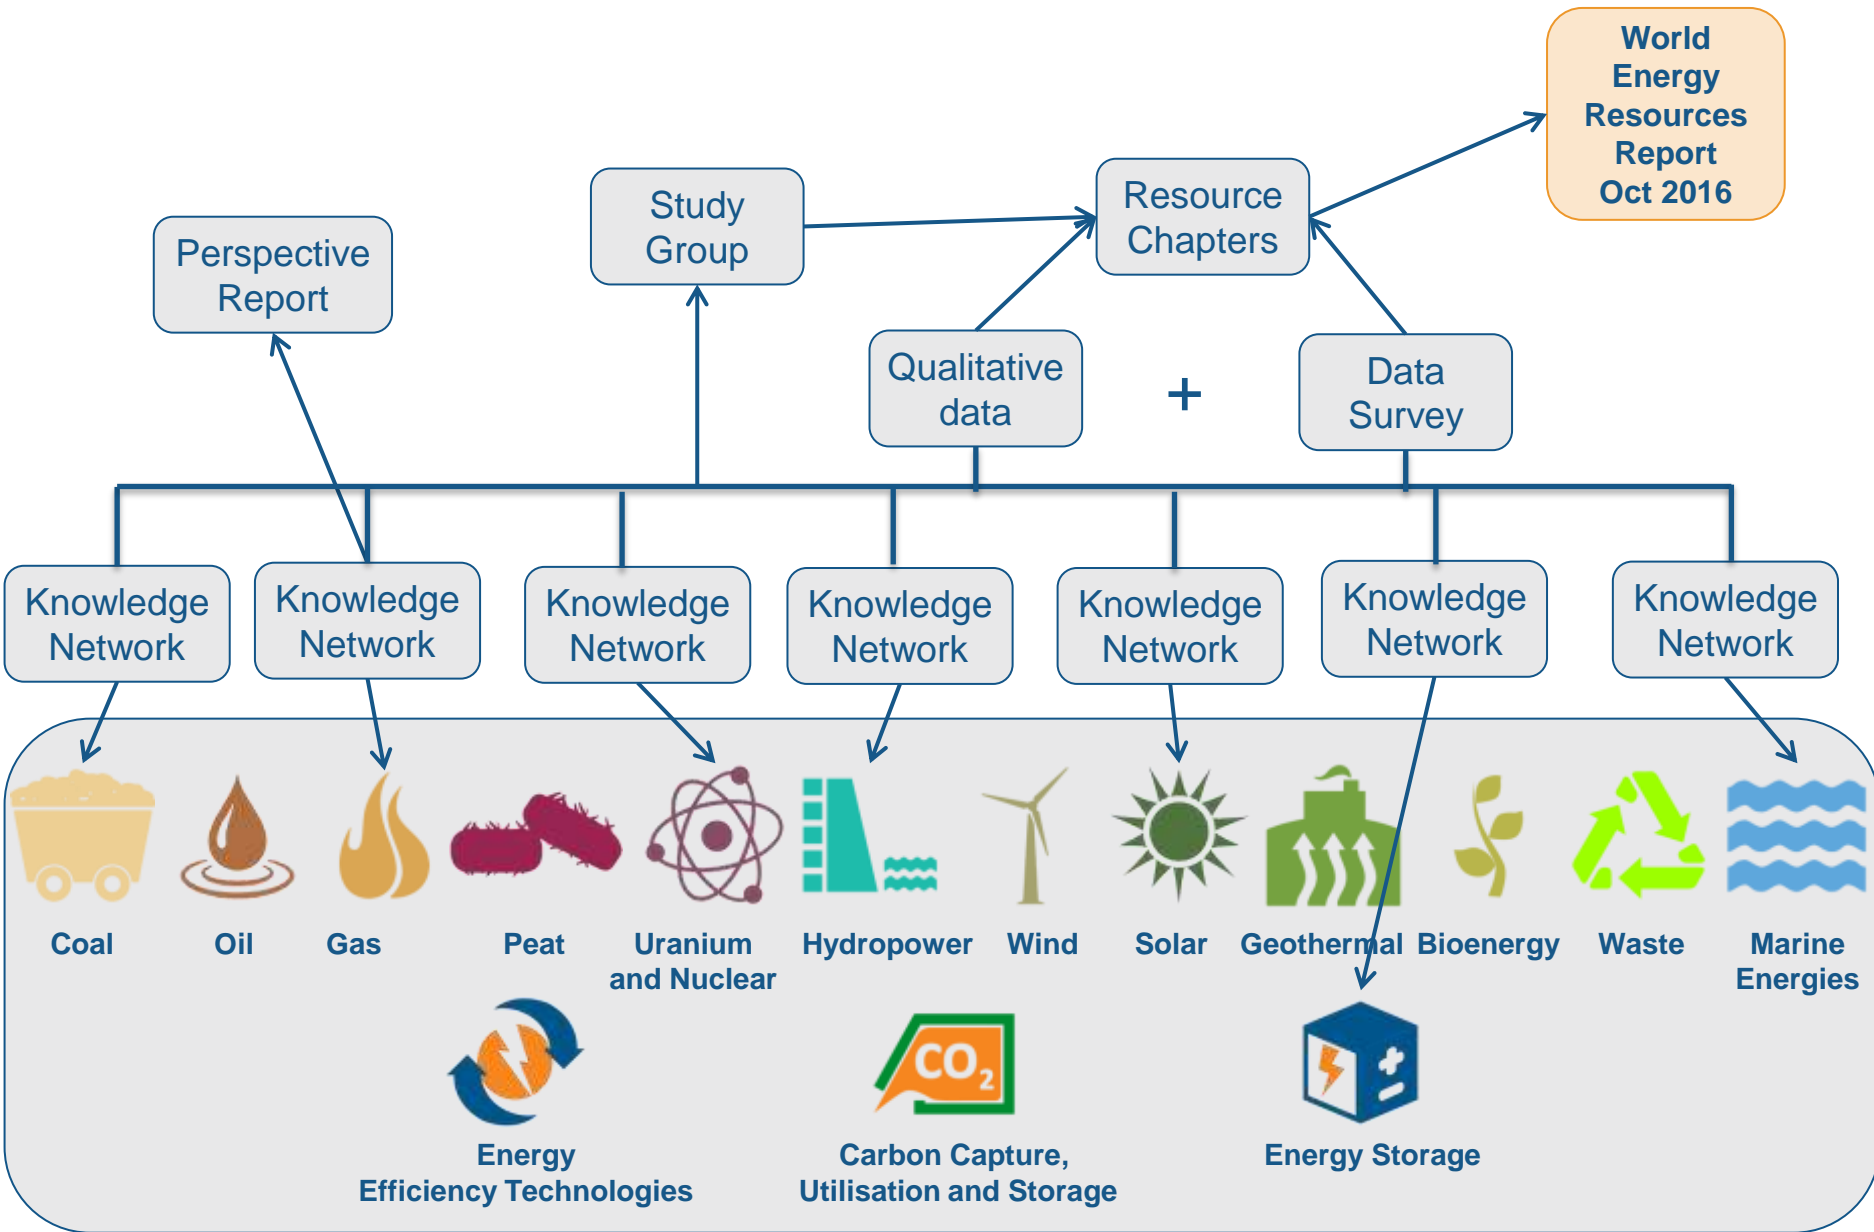 World
Energy
Resources
Report
Oct 2016
Study
Group
Resource
Chapters
Perspective
Report
Qualitative
data
+
Data
Survey
Knowledge
Network
Knowledge
Network
Knowledge
Network
Knowledge
Network
Knowledge
Network
Knowledge
Network
Knowledge
Network
Coal
Oil
Gas
Peat
Uranium
and Nuclear
Hydropower
Wind
Solar
Geothermal
Bioenergy
Waste
Marine
Energies
CO2
Energy
Efficiency Technologies
Carbon Capture,
Utilisation and Storage
Energy Storage